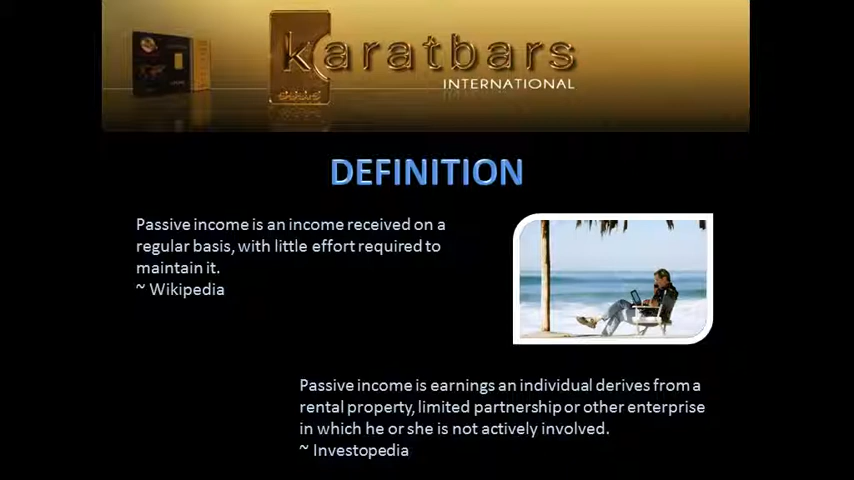 karatbars
INTERNATIONAL
DEFINITION
Passive income is an income received on a
regular basis, with little effort required to
maintain it.
~ Wikipedia
Passive income is earnings an individual derives from a
rental property, limited partnership or other enterprise
in which he or she is not actively involved.
~ Investopedia